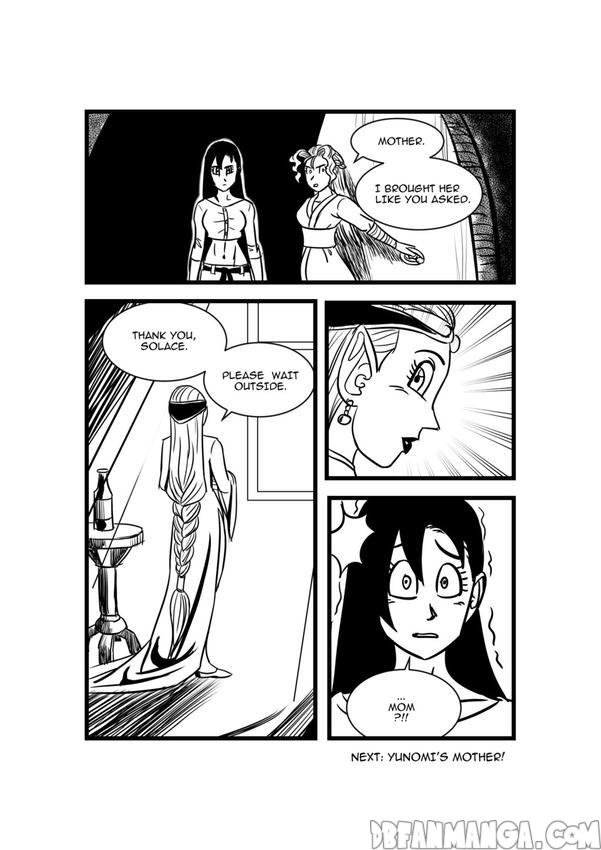 MOTHER.
I BROUGHT HER
LIKE YOU ASKED.
THANK YOU,
SOLACE.
PLEASE WAIT
OUTSIDE.
...
MOM
?!!
NEXT: YUNOMI'S MOTHER!
DBFANMANGA.COM